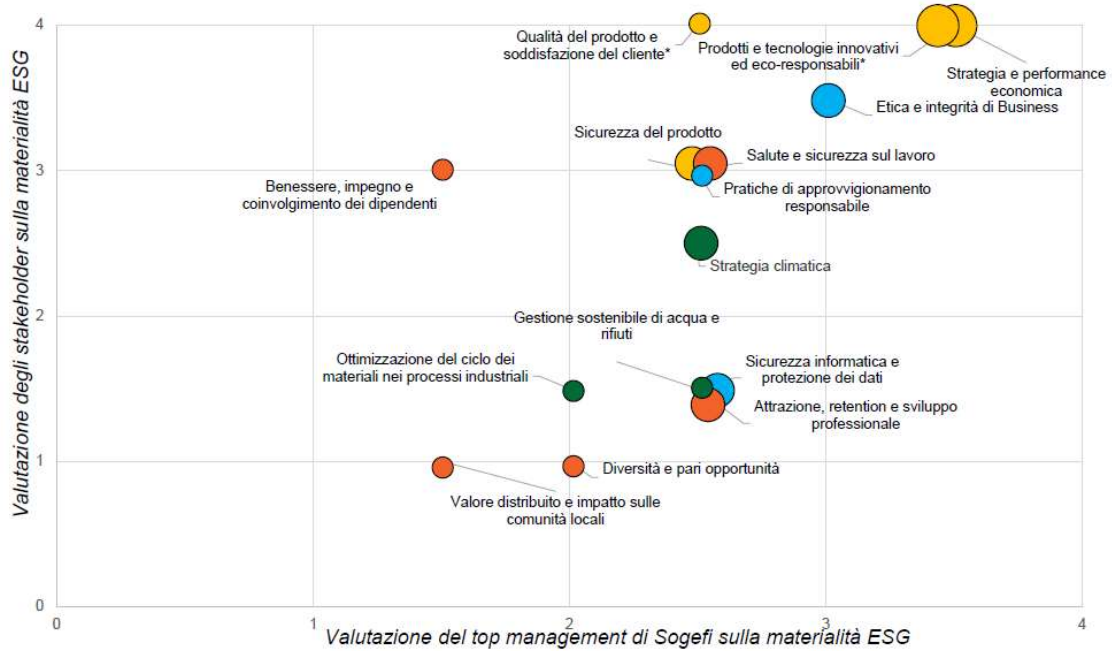 Valutazione degli stakeholder sulla materialità ESG
4
3
2
1
0
Qualità del prodotto e
soddisfazione del cliente*
Prodotti e tecnologie innovativi
ed eco-responsabili*
Strategia e performance
economica
Etica e integrità di Business
Sicurezza del prodotto
Salute e sicurezza sul lavoro
Benessere, impegno e
coinvolgimento dei dipendenti
Pratiche di approvvigionamento
responsabile
Strategia climatica
Gestione sostenibile di acqua e
rifiuti
Ottimizzazione del ciclo dei
materiali nei processi industriali
Sicurezza informatica e
protezione dei dati
Attrazione, retention e sviluppo
professionale
Diversità e pari opportunità
Valore distribuito e impatto sulle
comunità locali
0 1 2 3 4
Valutazione del top management di Sogefi sulla materialità ESG